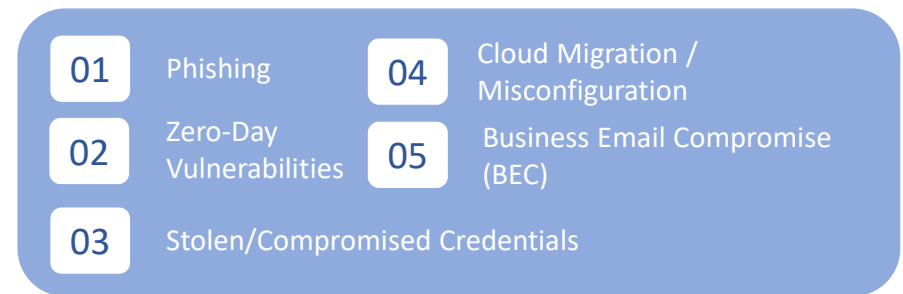 01 Phishing
02 Zero-Day
Vulnerabilities
03 Stolen/Compromised Credentials
04 Cloud Migration /
Misconfiguration
05 Business Email Compromise
(BEC)